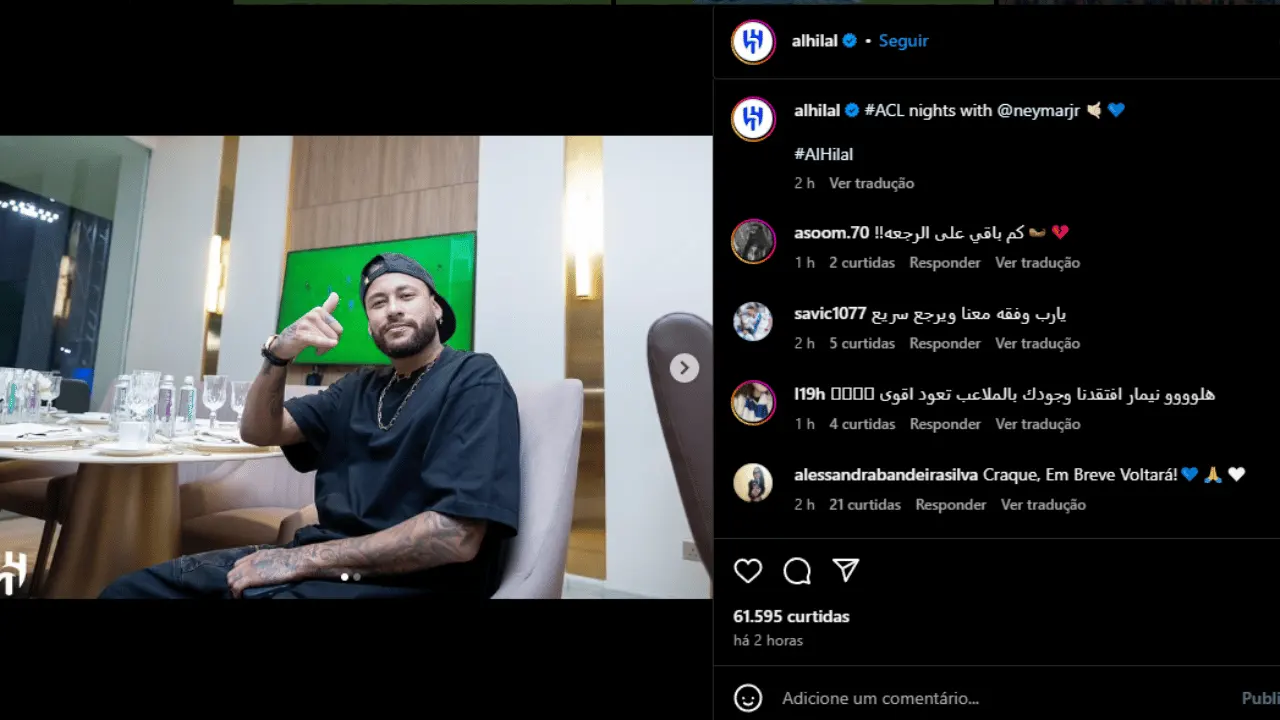 alhilal • Seguir
alhilal #ACL nights with @neymarjr 🤙🏻 💙
#AlHilal
2 h Ver tradução
asoom.70 كم باقي على الرجعه!! 💔
1 h 2 curtidas Responder Ver tradução
savic1077 يارب وفقه معنا ويرجع سريع
2 h 5 curtidas Responder Ver tradução
l19h هلوووو نيمار افتقدنا وجودك بالملاعب تعود اقوى
1 h 4 curtidas Responder Ver tradução
alessandrabandeirasilva Craque, Em Breve Voltará!💙 🙏 🤍
2 h 21 curtidas Responder Ver tradução
61.595 curtidas
há 2 horas
Adicione um comentário...
Publi